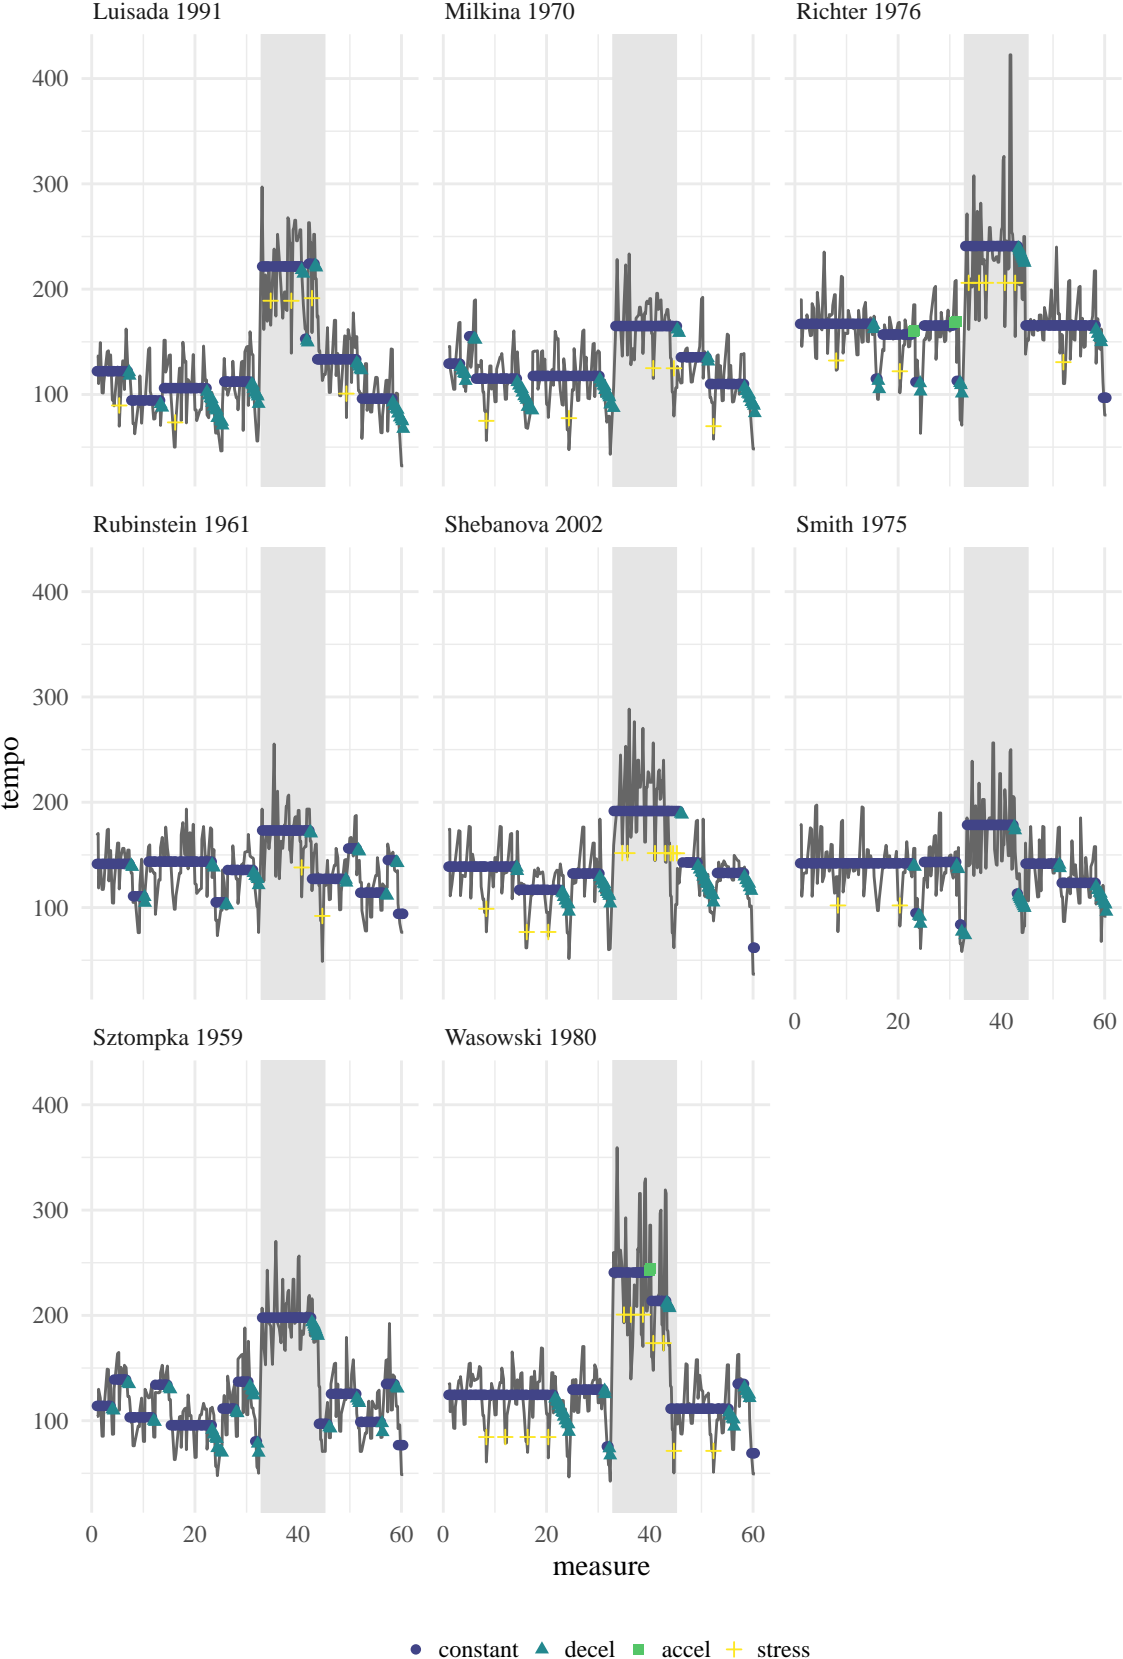 Luisada 1991
Milkina 1970
Richter 1976
400
300
200
100
Rubinstein 1961
Shebanova 2002
Smith 1975
400
300
200
100
tempo
0 20 40 60
Sztompka 1959
Wasowski 1980
400
300
200
100
0 20 40 60
0 20 40 60
measure
constant decel accel stress